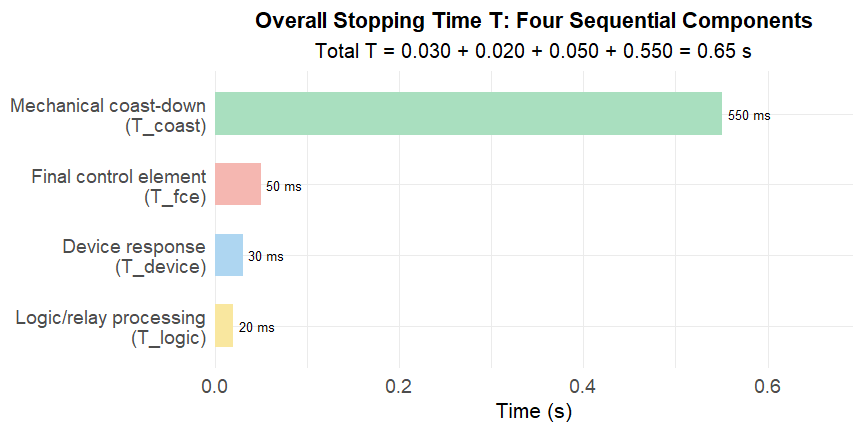 Overall Stopping Time T: Four Sequential Components
Total T = 0.030 + 0.020 + 0.050 + 0.550 = 0.65 s
Mechanical coast-down
(T_coast)
550 ms
Final control element
(T_fce)
50 ms
Device response
(T_device)
30 ms
Logic/relay processing
(T_logic)
20 ms
0.0 0.2 0.4 0.6
Time (s)